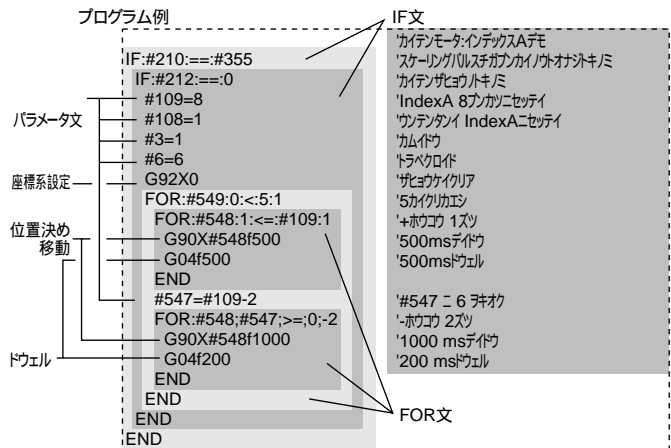 プログラム例
IF文
IF:#210:==:#355
IF:#212:==:0
#109=8
#108=1
#3=1
#6=6
G92X0
FOR:#549:0:<:5:1
FOR:#548:1:<=:#109:1
G90X#548f500
G04f500
END
#547=#109-2
FOR:#548;#547;>=;0;-2
G90X#548f1000
G04f200
END
END
END
END
パラメータ文
座標系設定
位置決め
移動
ドウェル
FOR文
'カイテンモータ:インデックスAデモ
'スケーリングパルスチガブンカイノウトオナジトキノミ
'カイテンザヒョウノトキノミ
'IndexA 8ブンカツニセッテイ
'ウンテンタンイ IndexAニセッテイ
'カムイドウ
'トラペクロイド
'ザヒョウケイクリア
'5カイクリカエシ
'+ホウコウ 1ズツ
'500msデイドウ
'500msドウェル
'#547 ニ 6 ヲキオク
'-ホウコウ 2ズツ
'1000 msデイドウ
'200 msドウェル